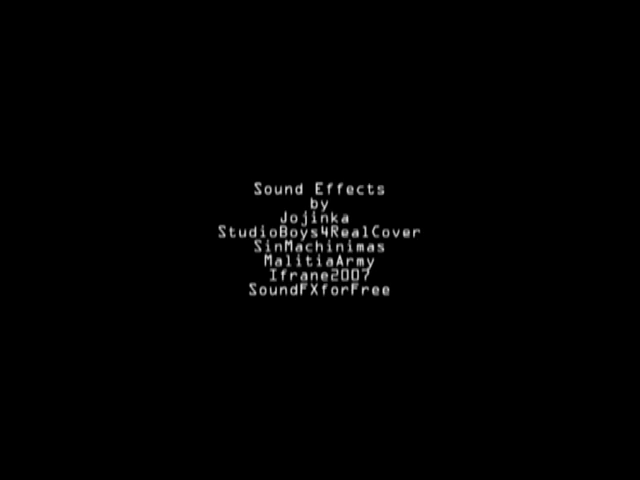 Sound Effects
by
Jojinka
StudioBoys4RealCover
SinMachinimas
MalitiaArmy
Ifrane2007
SoundFXforFree